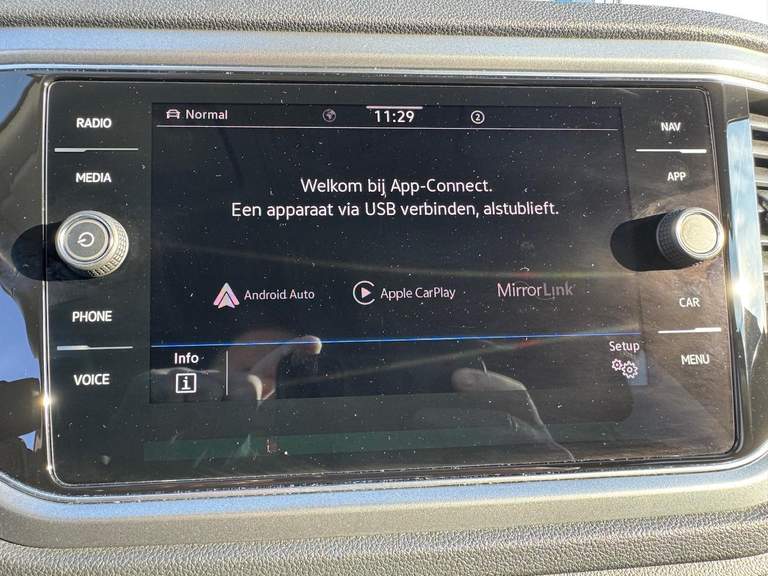 RADIO
MEDIA
PHONE
VOICE
Normal
11:29
2
Welkom bij App-Connect.
Een apparaat via USB verbinden, alstublieft.
Android Auto
Apple CarPlay
MirrorLink
Info
i
Setup
NAV
APP
CAR
MENU